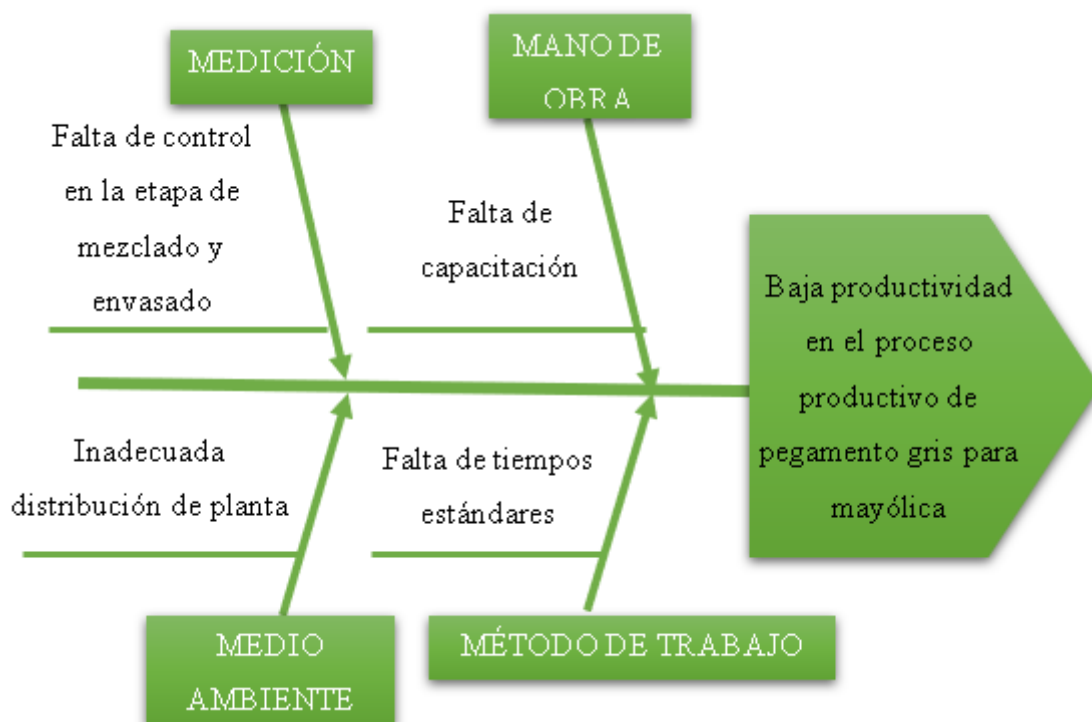 MEDICIÓN
MANO DE
OBRA
Falta de control
en la etapa de
mezclado y
envasado
Falta de
capacitación
Baja productividad
en el proceso
productivo de
pegamento gris para
mayólica
Inadecuada
distribución de planta
Falta de tiempos
estándares
MEDIO
AMBIENTE
MÉTODO DE TRABAJO